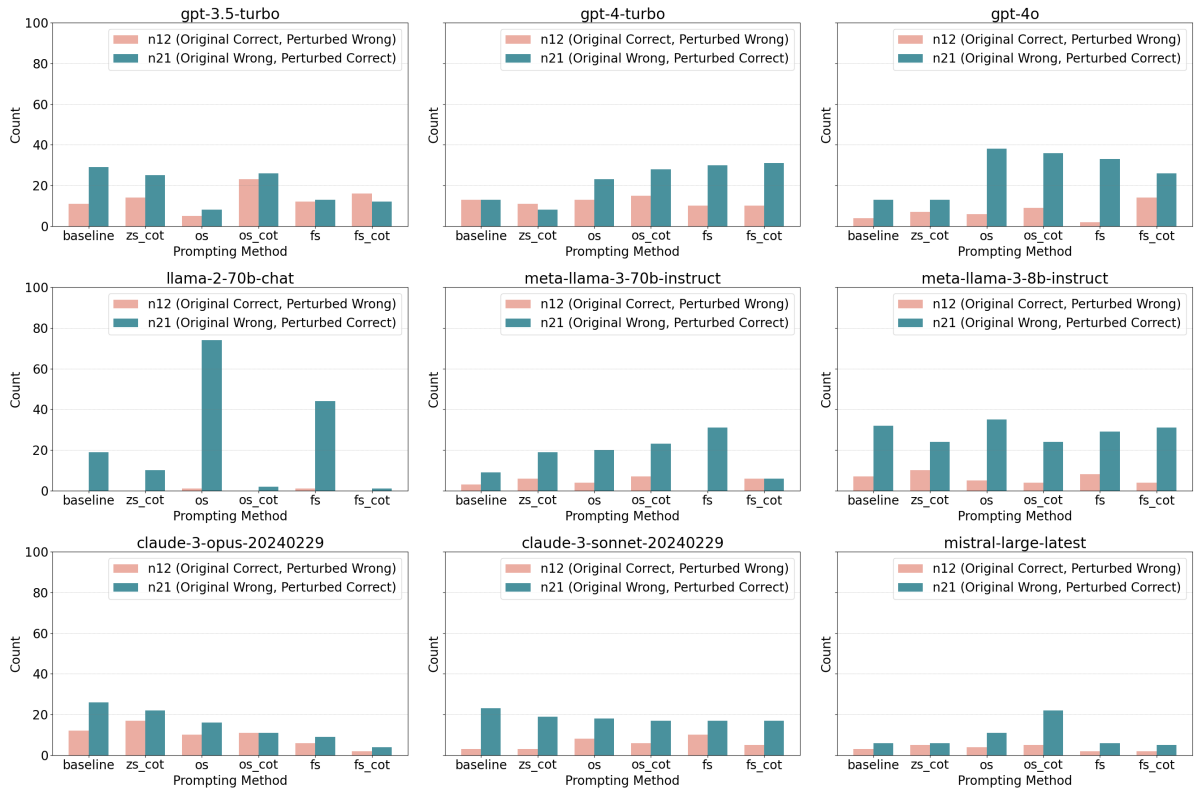 gpt-3.5-turbo
100
80
60
40
20
0
Count
n12 (Original Correct, Perturbed Wrong)
n21 (Original Wrong, Perturbed Correct)
baseline zs_cot os os_cot fs fs_cot
Prompting Method
gpt-4-turbo
Count
n12 (Original Correct, Perturbed Wrong)
n21 (Original Wrong, Perturbed Correct)
baseline zs_cot os os_cot fs fs_cot
Prompting Method
gpt-4o
Count
n12 (Original Correct, Perturbed Wrong)
n21 (Original Wrong, Perturbed Correct)
baseline zs_cot os os_cot fs fs_cot
Prompting Method
llama-2-70b-chat
100
80
60
40
20
0
Count
n12 (Original Correct, Perturbed Wrong)
n21 (Original Wrong, Perturbed Correct)
baseline zs_cot os os_cot fs fs_cot
Prompting Method
meta-llama-3-70b-instruct
Count
n12 (Original Correct, Perturbed Wrong)
n21 (Original Wrong, Perturbed Correct)
baseline zs_cot os os_cot fs fs_cot
Prompting Method
meta-llama-3-8b-instruct
Count
n12 (Original Correct, Perturbed Wrong)
n21 (Original Wrong, Perturbed Correct)
baseline zs_cot os os_cot fs fs_cot
Prompting Method
claude-3-opus-20240229
100
80
60
40
20
0
Count
n12 (Original Correct, Perturbed Wrong)
n21 (Original Wrong, Perturbed Correct)
baseline zs_cot os os_cot fs fs_cot
Prompting Method
claude-3-sonnet-20240229
Count
n12 (Original Correct, Perturbed Wrong)
n21 (Original Wrong, Perturbed Correct)
baseline zs_cot os os_cot fs fs_cot
Prompting Method
mistral-large-latest
Count
n12 (Original Correct, Perturbed Wrong)
n21 (Original Wrong, Perturbed Correct)
baseline zs_cot os os_cot fs fs_cot
Prompting Method